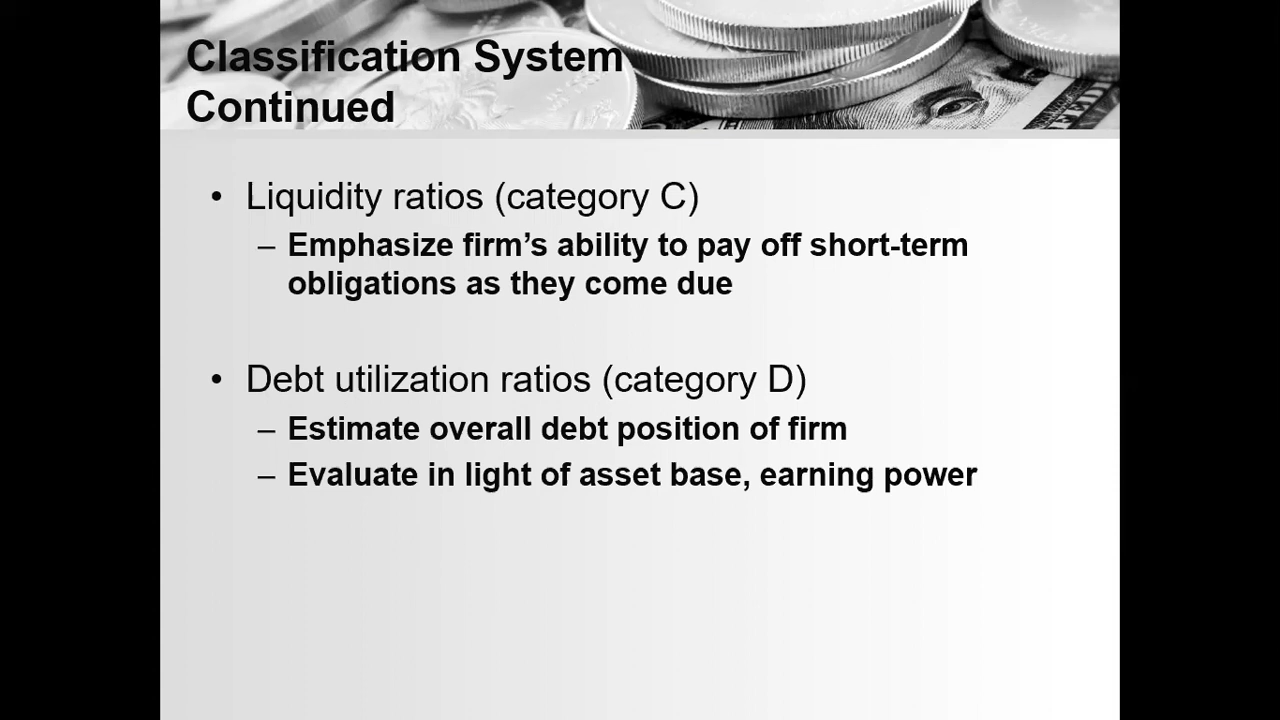 Classification System
Continued
• Liquidity ratios (category C)
– Emphasize firm’s ability to pay off short-term
obligations as they come due
• Debt utilization ratios (category D)
– Estimate overall debt position of firm
– Evaluate in light of asset base, earning power